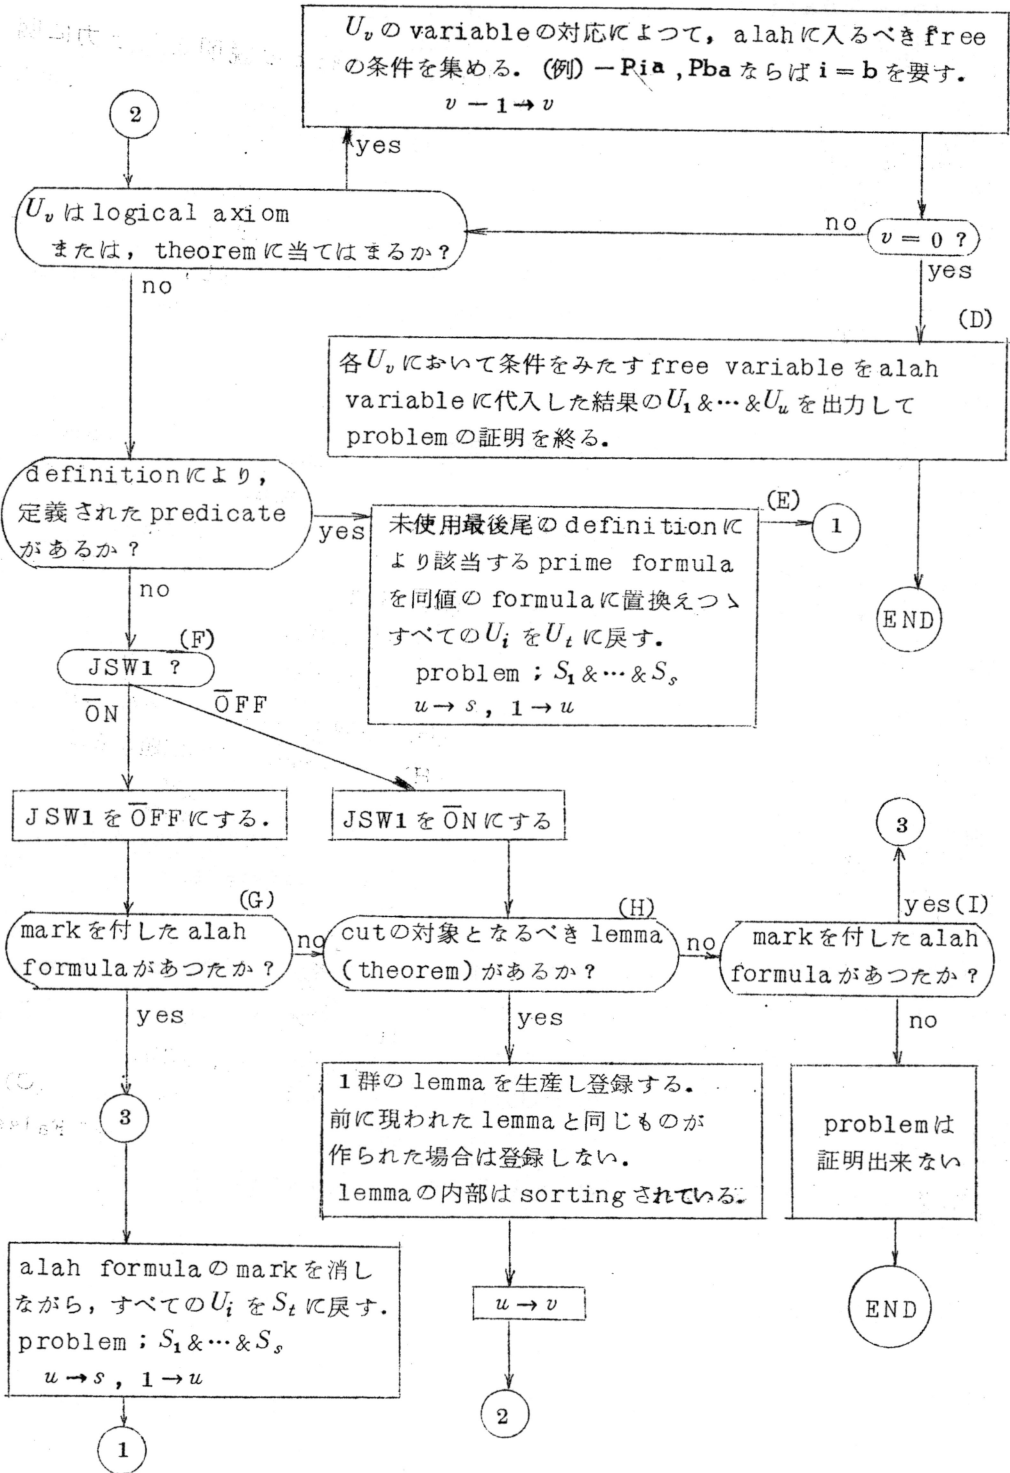 U_v の variable の対応によつて, alah に入るべき free
の条件を集める. (例) −Pia , Pba ならば i = b を要す.
v − 1 → v
2
yes
U_v は logical axiom
または, theorem に当てはまるか?
no
v = 0 ?
yes
no
(D)
各 U_v において条件をみたす free variable を alah
variable に代入した結果の U_1 &…& U_u を出力して
problem の証明を終る.
definition により,
定義された predicate
があるか?
yes
(E)
未使用最後尾の definition に
より該当する prime formula
を同値の formula に置換えつゝ
すべての U_i を U_t に戻す.
problem ; S_1 &…& S_s
u → s , 1 → u
1
END
no
(F)
JSW1 ?
O̅N
O̅FF
JSW1 を O̅FF にする.
JSW1 を O̅N にする
3
(G)
mark を付した alah
formula があつたか?
no
(H)
cut の対象となるべき lemma
(theorem) があるか?
no
yes(I)
mark を付した alah
formula があつたか?
yes
yes
no
3
1群の lemma を生産し登録する.
前に現われた lemma と同じものが
作られた場合は登録しない.
lemma の内部は sorting されている.
problem は
証明出来ない
alah formula の mark を消し
ながら, すべての U_i を S_t に戻す.
problem ; S_1 &…& S_s
u → s , 1 → u
u → v
END
1
2